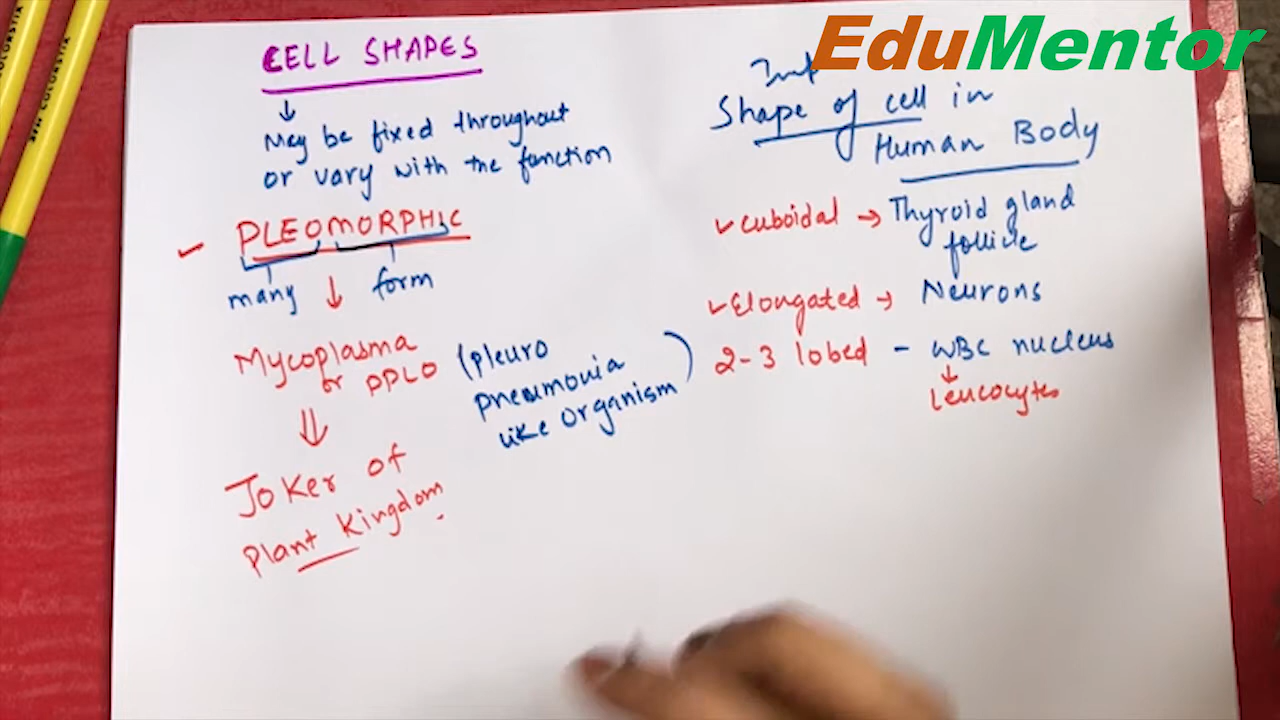 EduMentor
CELL SHAPES
↓
May be fixed throughout
or vary with the function
✓ PLEOMORPHIC
many ↓ form
Mycoplasma
or PPLO
(pleuro
pneumonia
like organism)
⇓
Joker of
Plant Kingdom
Imp
Shape of cell in
Human Body
✓ Cuboidal → Thyroid gland
follicle
✓ Elongated → Neurons
2-3 lobed - WBC nucleus
↓
leucocytes